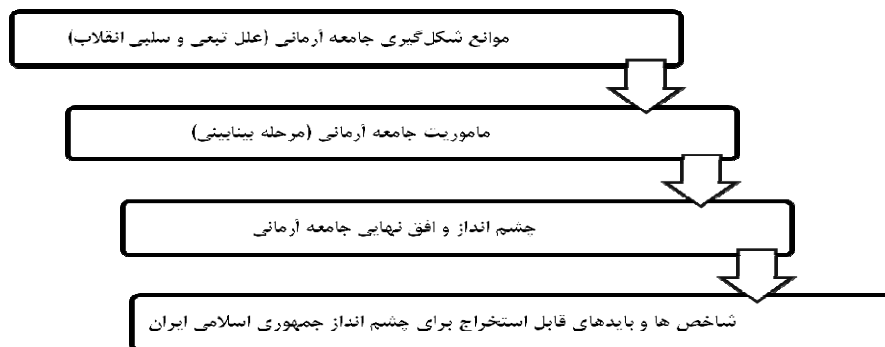 موانع شکل‌گیری جامعه آرمانی (علل تبعی و سلبی انقلاب)
ماموریت جامعه آرمانی (مرحله بینابینی)
چشم انداز و افق نهایی جامعه آرمانی
شاخص ها و بایدهای قابل استخراج برای چشم انداز جمهوری اسلامی ایران